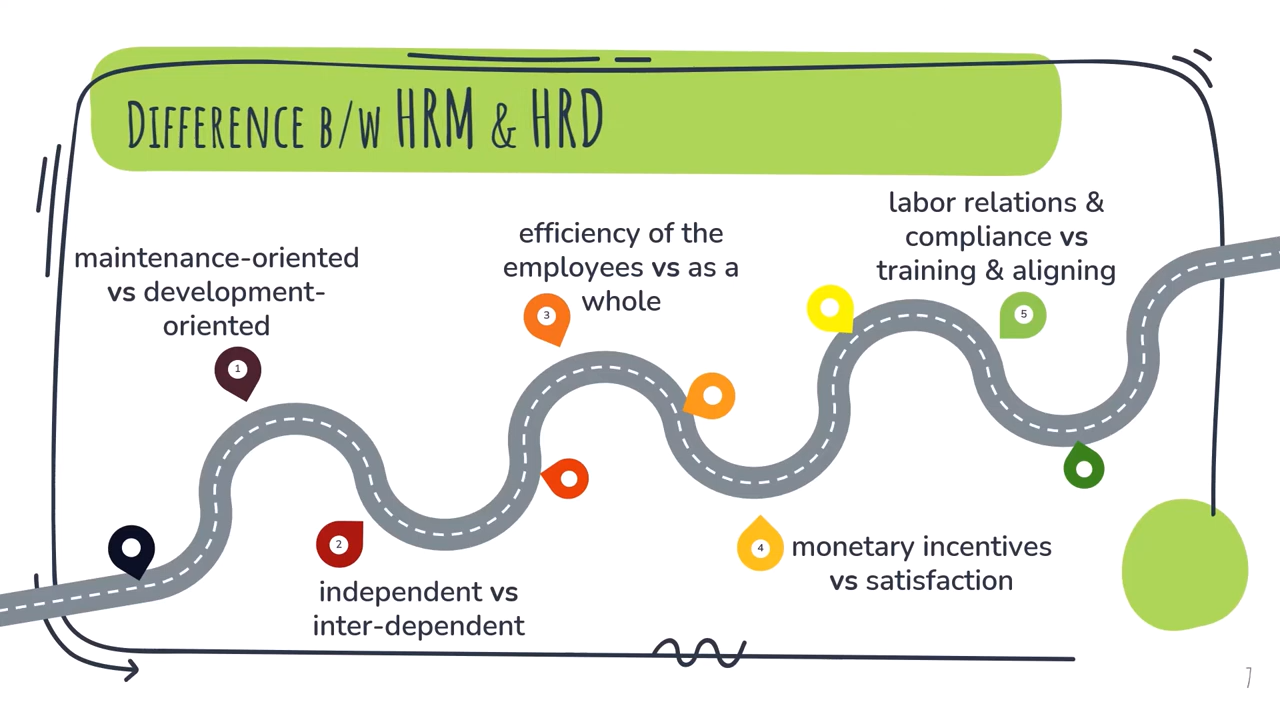 DIFFERENCE B/W HRM & HRD
maintenance-oriented
vs development-
oriented
1
2
independent vs
inter-dependent
efficiency of the
employees vs as a
whole
3
4
monetary incentives
vs satisfaction
labor relations &
compliance vs
training & aligning
5
7